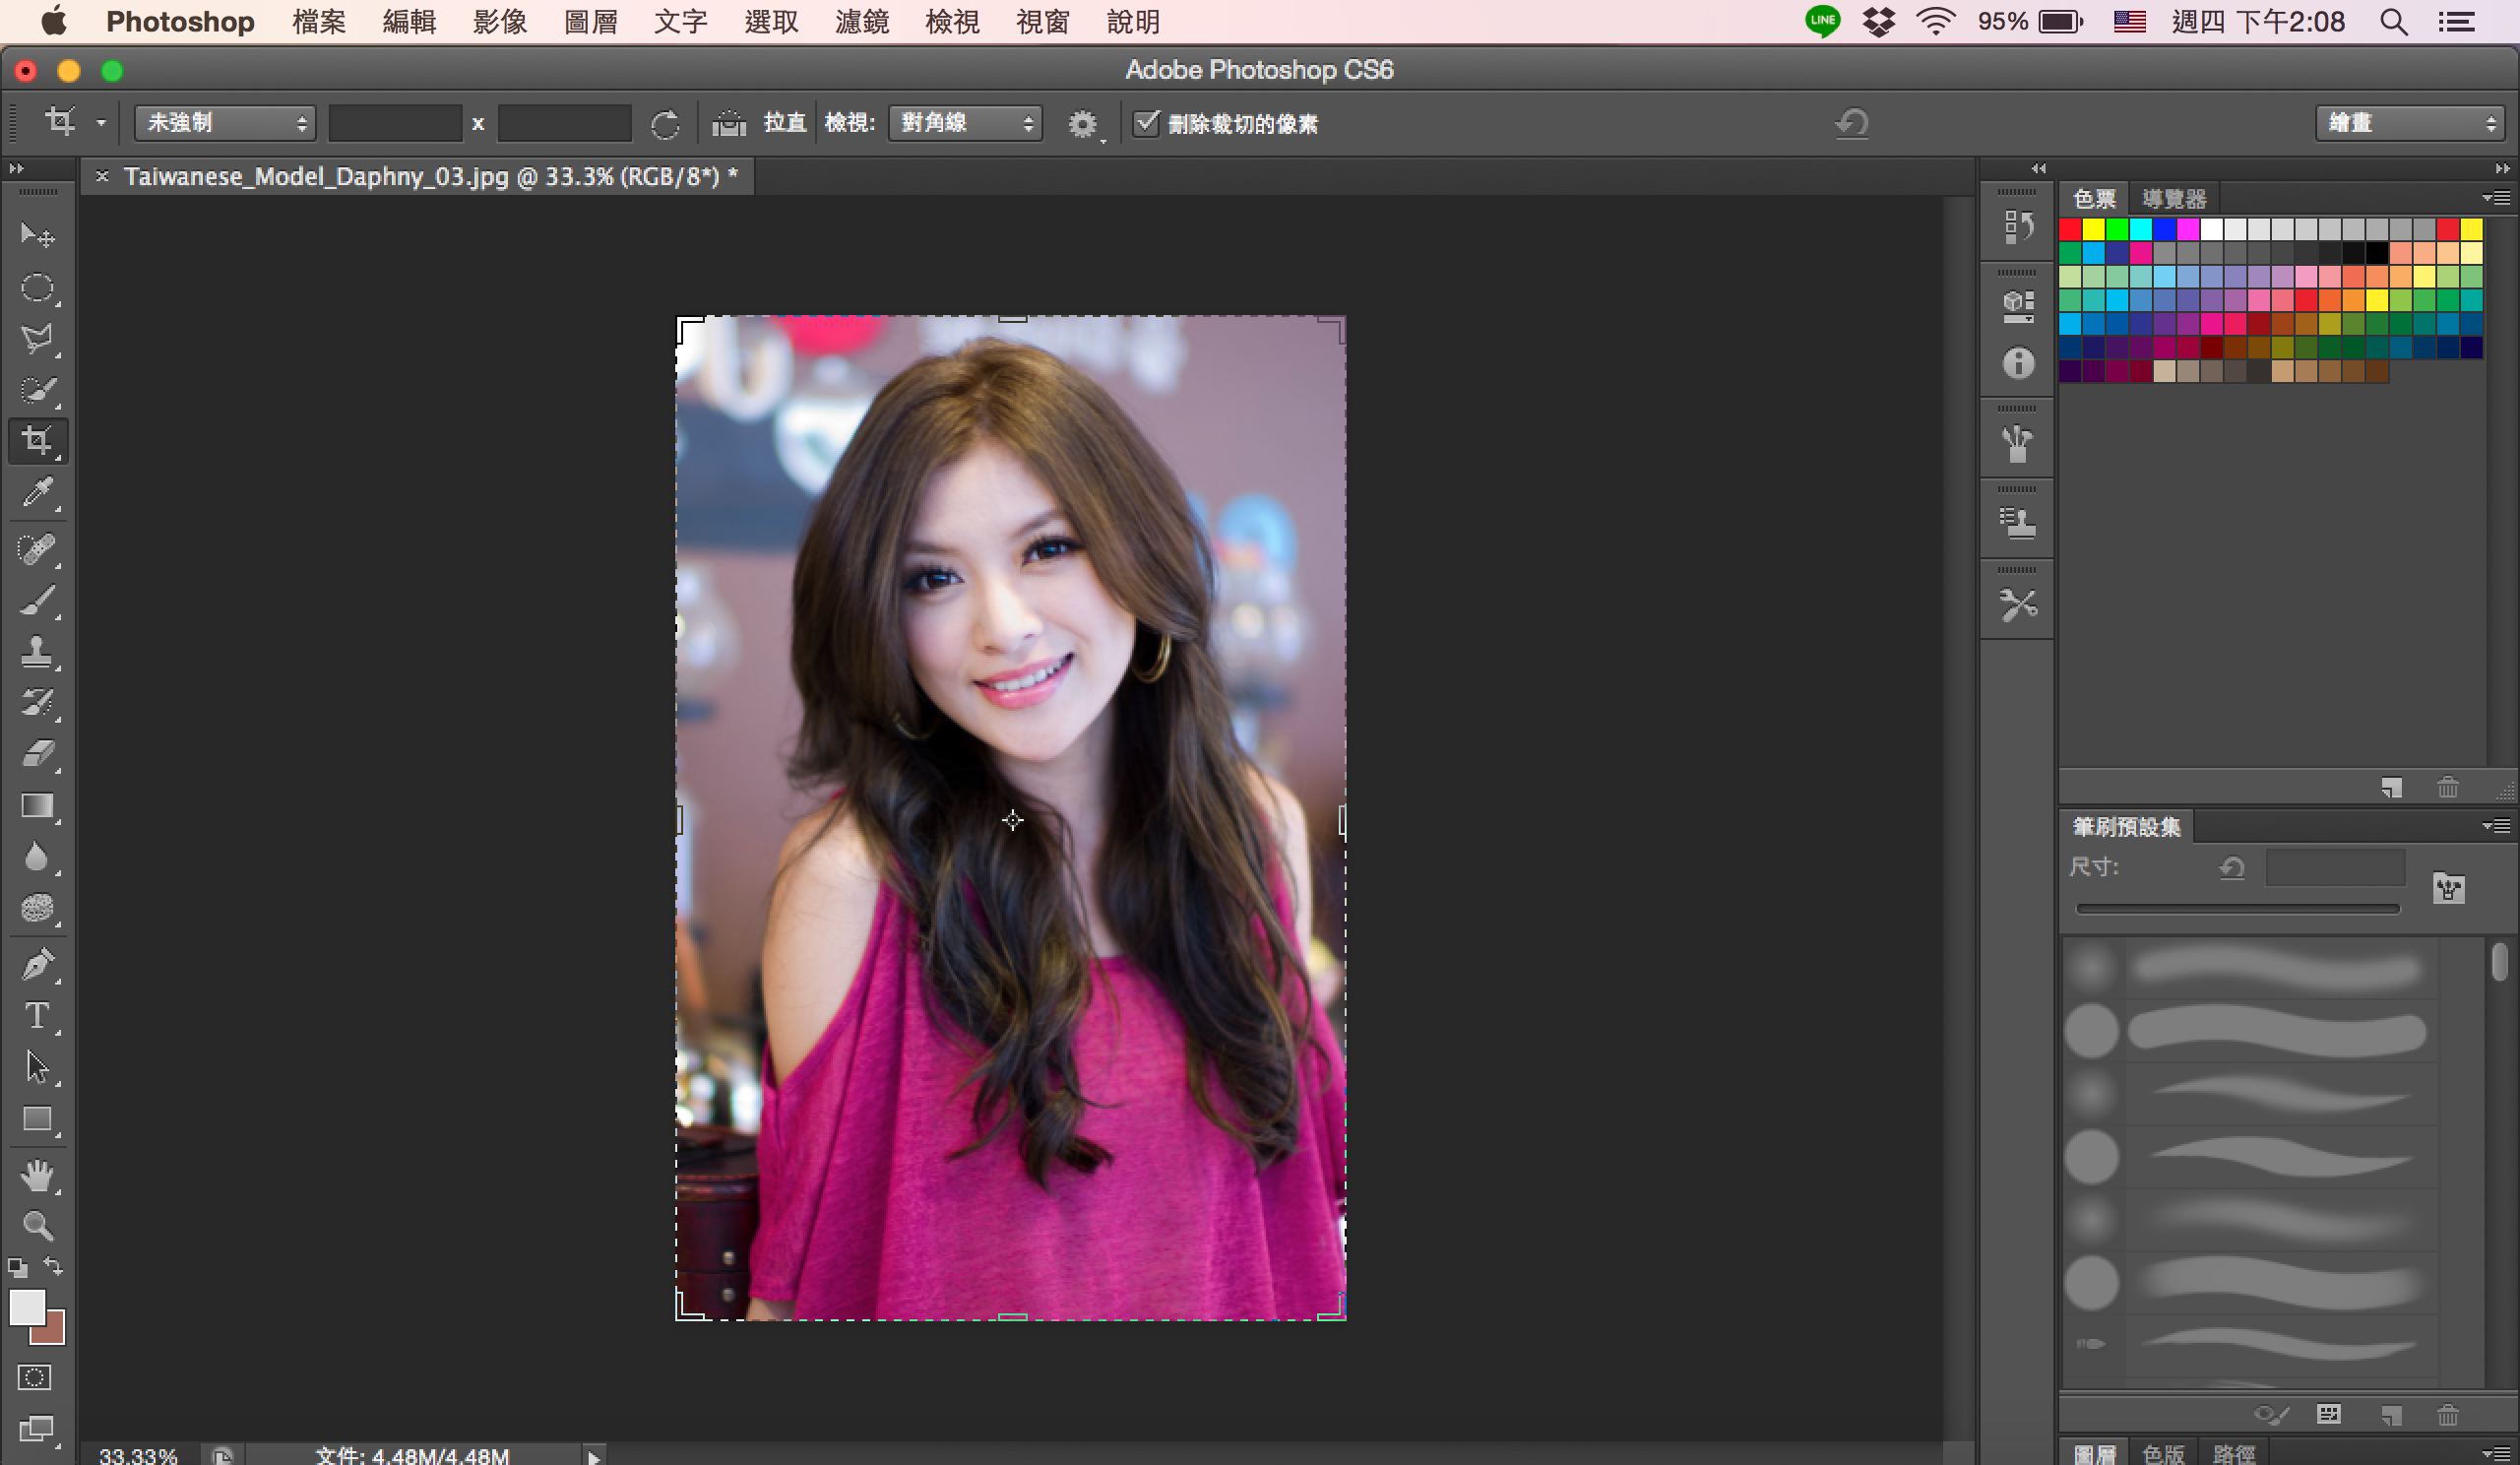 Photoshop 檔案 編輯 影像 圖層 文字 選取 濾鏡 檢視 視窗 說明 LINE 95% 週四 下午2:08
Adobe Photoshop CS6
未強制 x 拉直 檢視: 對角線 刪除裁切的像素 繪畫
× Taiwanese_Model_Daphny_03.jpg @ 33.3% (RGB/8*) *
色票 導覽器
筆刷預設集
尺寸:
T
33.33% 文件: 4.48M/4.48M
圖層 色版 路徑